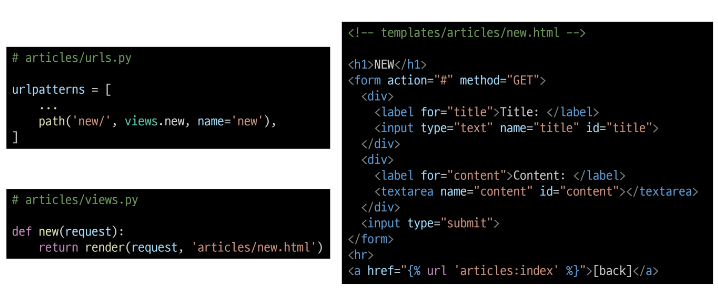 # articles/urls.py
urlpatterns = [
    ...
    path('new/', views.new, name='new'),
]
# articles/views.py
def new(request):
    return render(request, 'articles/new.html')
<!-- templates/articles/new.html -->
<h1>NEW</h1>
<form action="#" method="GET">
  <div>
    <label for="title">Title: </label>
    <input type="text" name="title" id="title">
  </div>
  <div>
    <label for="content">Content: </label>
    <textarea name="content" id="content"></textarea>
  </div>
  <input type="submit">
</form>
<hr>
<a href="{% url 'articles:index' %}">[back]</a>